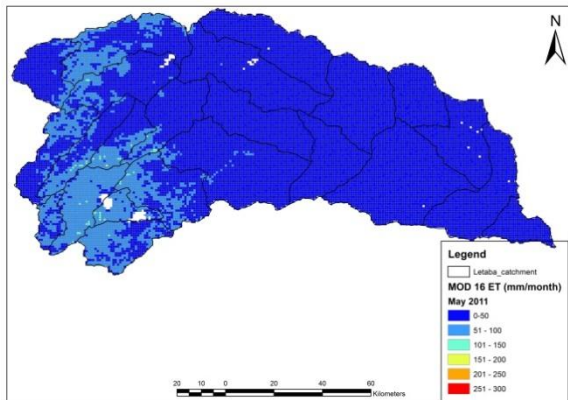 N
Legend
Letaba_catchment
MOD 16 ET (mm/month)
May 2011
0-50
51 - 100
101 - 150
151 - 200
201 - 250
251 - 300
20 10 0 20 40 60
Kilometers